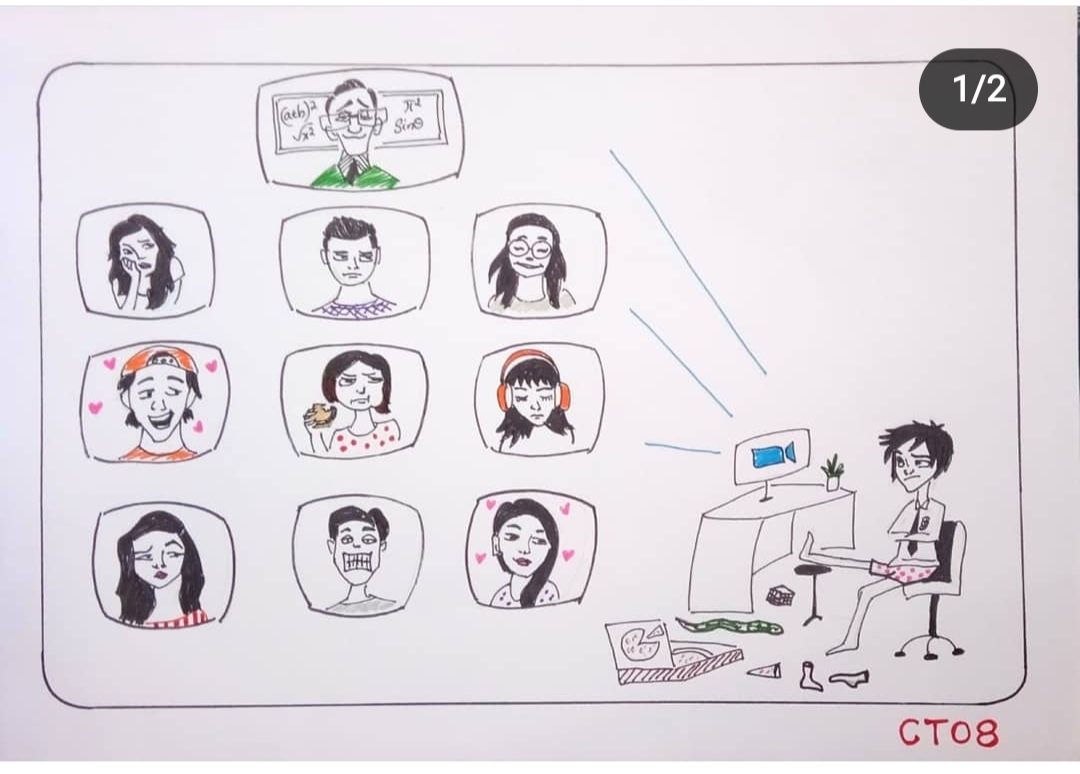 1/2
(a+b)²
π²
√x²
Sinθ
CT08